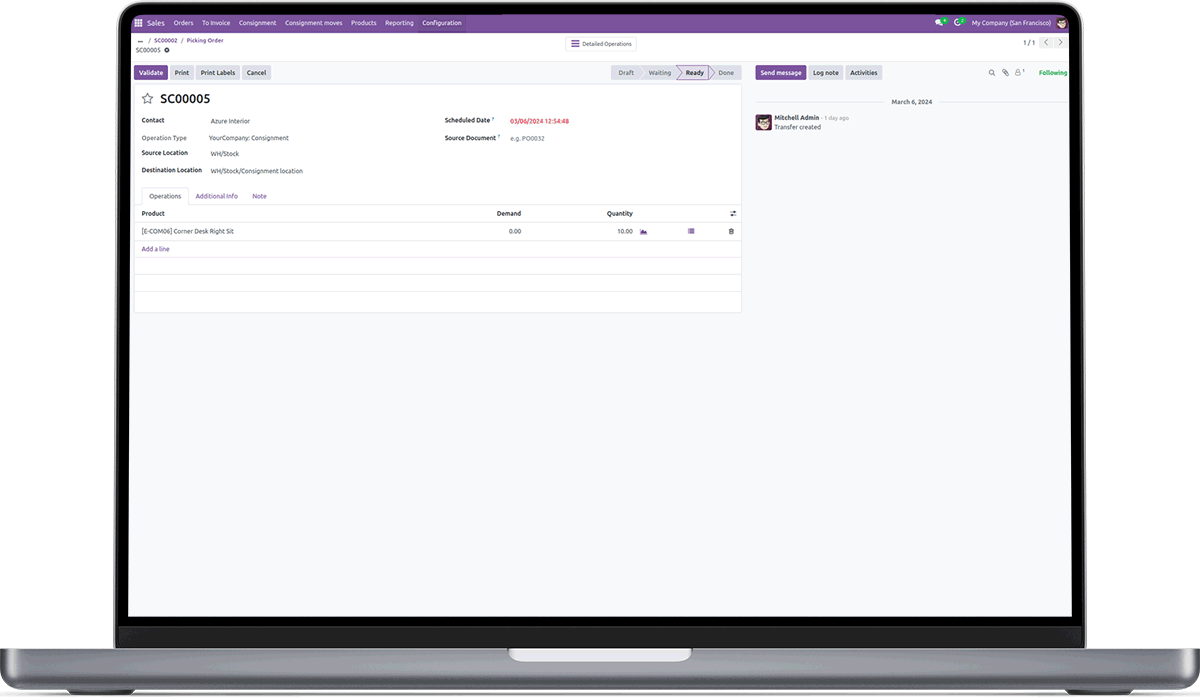 Sales Orders To Invoice Consignment Consignment moves Products Reporting Configuration My Company (San Francisco)
... / SC00002 / Picking Order
SC00005
Detailed Operations
1 / 1
Validate Print Print Labels Cancel
Draft Waiting Ready Done
Send message Log note Activities
1
Following
SC00005
Contact Azure Interior
Scheduled Date ? 03/06/2024 12:54:48
Operation Type YourCompany: Consignment
Source Document ? e.g. PO0032
Source Location WH/Stock
Destination Location WH/Stock/Consignment location
Operations Additional Info Note
Product Demand Quantity
[E-COM06] Corner Desk Right Sit 0.00 10.00
Add a line
March 6, 2024
Mitchell Admin - 1 day ago
Transfer created